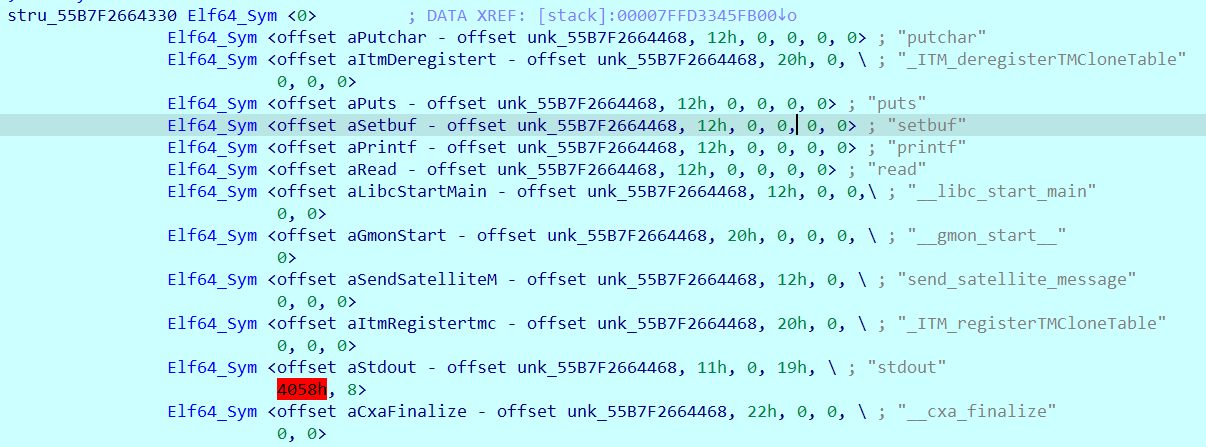 stru_55B7F2664330 Elf64_Sym <0> ; DATA XREF: [stack]:00007FFD3345FB00↓o
Elf64_Sym <offset aPutchar - offset unk_55B7F2664468, 12h, 0, 0, 0, 0> ; "putchar"
Elf64_Sym <offset aItmDeregistert - offset unk_55B7F2664468, 20h, 0, \ ; "_ITM_deregisterTMCloneTable"
0, 0, 0>
Elf64_Sym <offset aPuts - offset unk_55B7F2664468, 12h, 0, 0, 0, 0> ; "puts"
Elf64_Sym <offset aSetbuf - offset unk_55B7F2664468, 12h, 0, 0, 0, 0> ; "setbuf"
Elf64_Sym <offset aPrintf - offset unk_55B7F2664468, 12h, 0, 0, 0, 0> ; "printf"
Elf64_Sym <offset aRead - offset unk_55B7F2664468, 12h, 0, 0, 0, 0> ; "read"
Elf64_Sym <offset aLibcStartMain - offset unk_55B7F2664468, 12h, 0, 0,\ ; "__libc_start_main"
0, 0>
Elf64_Sym <offset aGmonStart - offset unk_55B7F2664468, 20h, 0, 0, 0, \ ; "__gmon_start__"
0>
Elf64_Sym <offset aSendSatelliteM - offset unk_55B7F2664468, 12h, 0, \ ; "send_satellite_message"
0, 0, 0>
Elf64_Sym <offset aItmRegistertmc - offset unk_55B7F2664468, 20h, 0, \ ; "_ITM_registerTMCloneTable"
0, 0, 0>
Elf64_Sym <offset aStdout - offset unk_55B7F2664468, 11h, 0, 19h, \ ; "stdout"
4058h, 8>
Elf64_Sym <offset aCxaFinalize - offset unk_55B7F2664468, 22h, 0, 0, \ ; "__cxa_finalize"
0, 0>